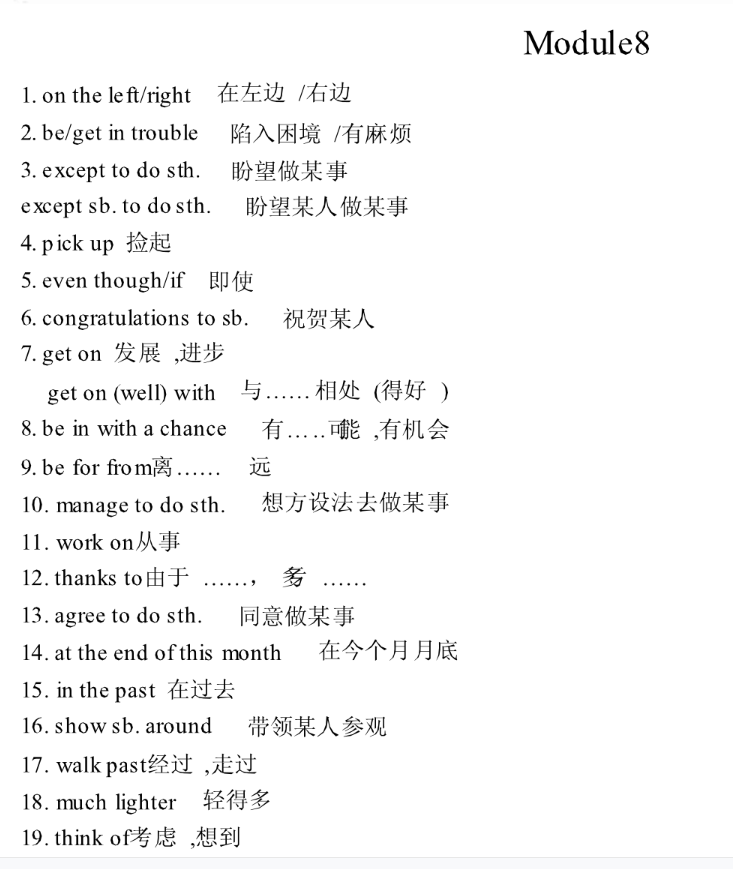 Module8
1. on the left/right 在左边 /右边
2. be/get in trouble 陷入困境 /有麻烦
3. except to do sth. 盼望做某事
except sb. to do sth. 盼望某人做某事
4. pick up 捡起
5. even though/if 即使
6. congratulations to sb. 祝贺某人
7. get on 发展 ,进步
get on (well) with 与……相处 (得好 )
8. be in with a chance 有…..可能 ,有机会
9. be for from离…… 远
10. manage to do sth. 想方设法去做某事
11. work on从事
12. thanks to由于 ……， ……
13. agree to do sth. 同意做某事
14. at the end of this month 在今个月月底
15. in the past 在过去
16. show sb. around 带领某人参观
17. walk past经过 ,走过
18. much lighter 轻得多
19. think of考虑 ,想到